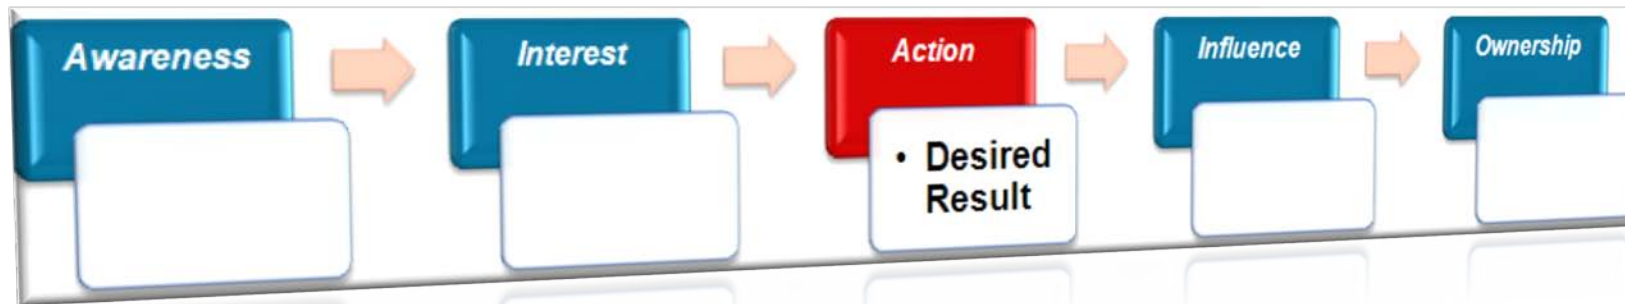 Awareness
Interest
Action
• Desired
Result
Influence
Ownership